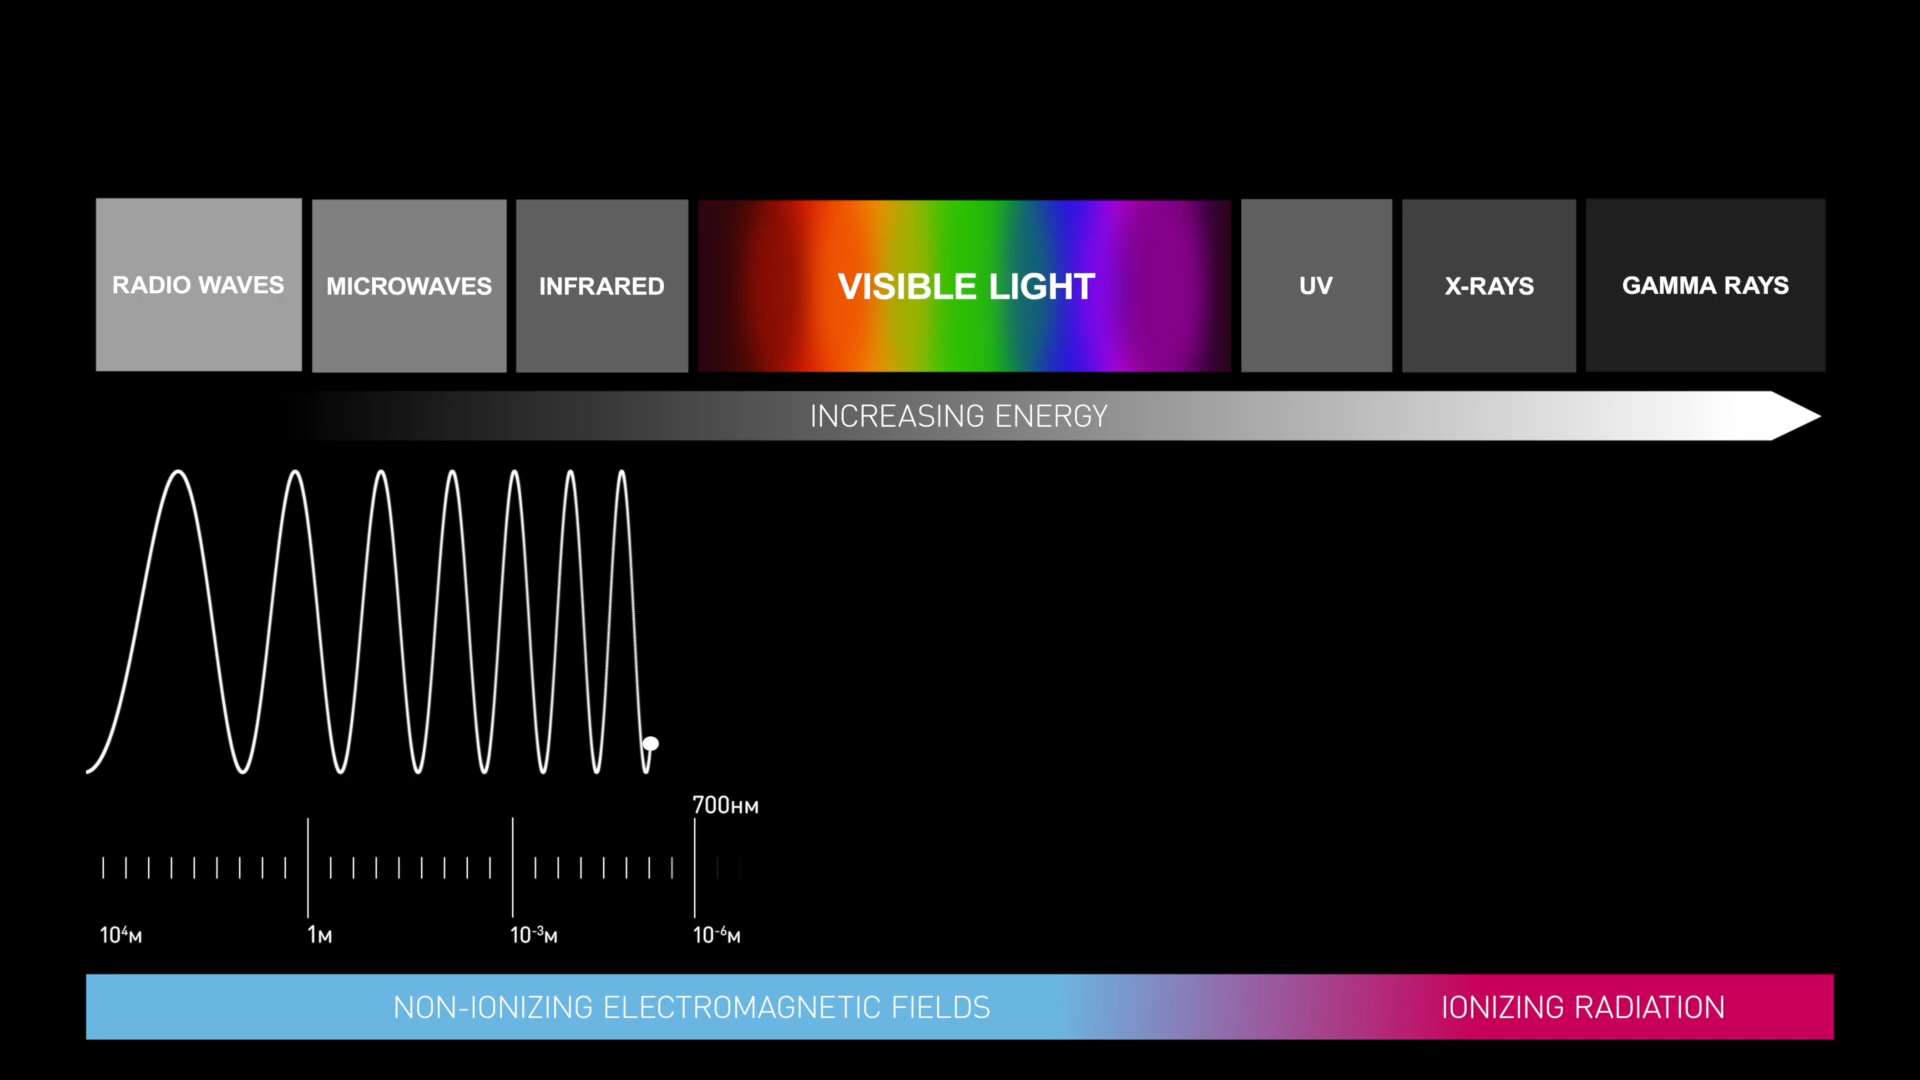 RADIO WAVES
MICROWAVES
INFRARED
VISIBLE LIGHT
UV
X-RAYS
GAMMA RAYS
INCREASING ENERGY
700нм
10⁴м
1м
10⁻³м
10⁻⁶м
NON-IONIZING ELECTROMAGNETIC FIELDS
IONIZING RADIATION